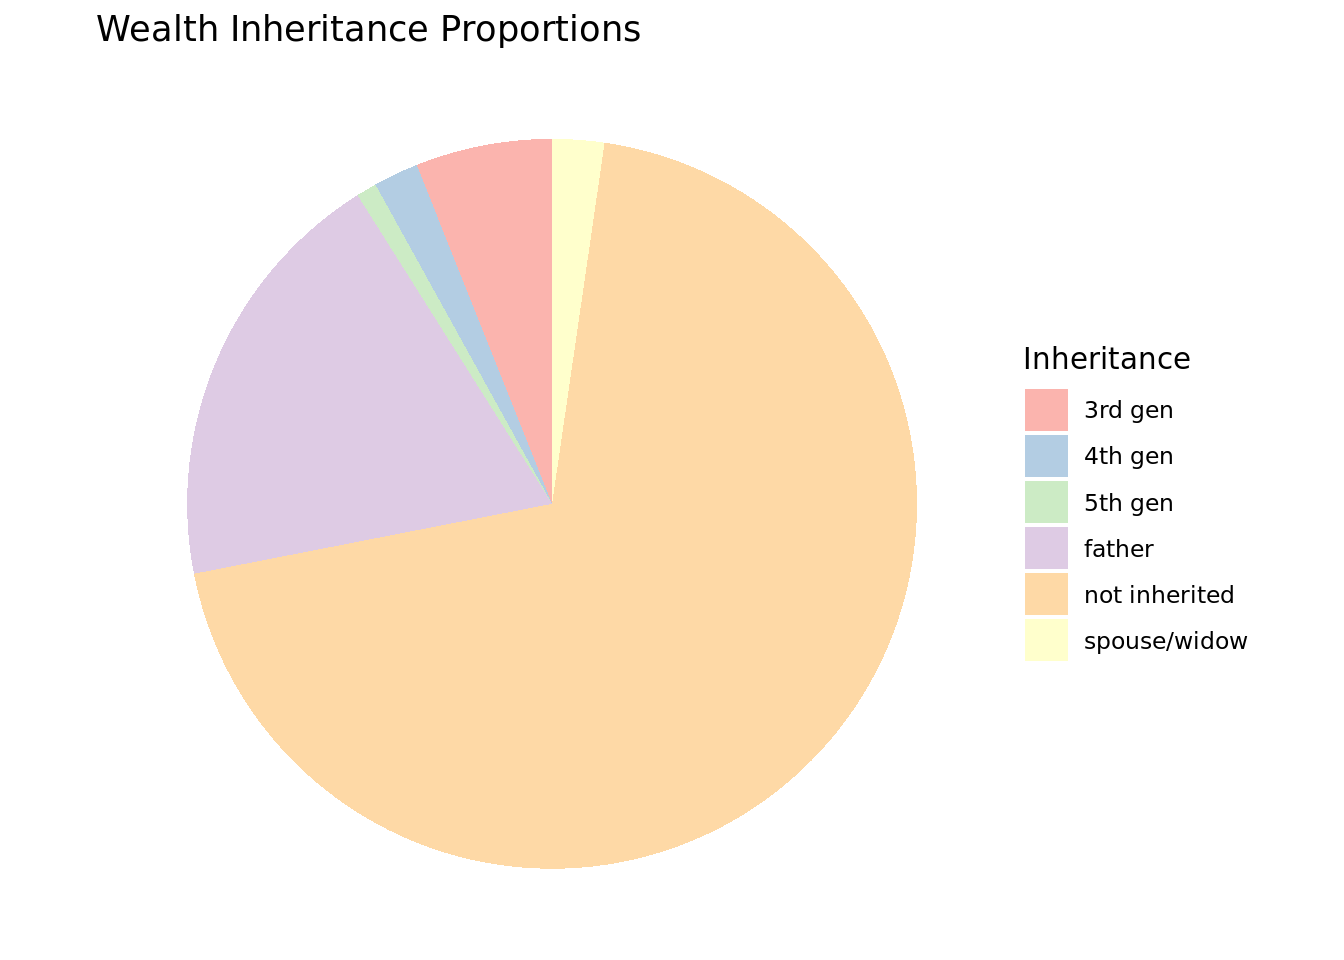 Wealth Inheritance Proportions
Inheritance
3rd gen
4th gen
5th gen
father
not inherited
spouse/widow